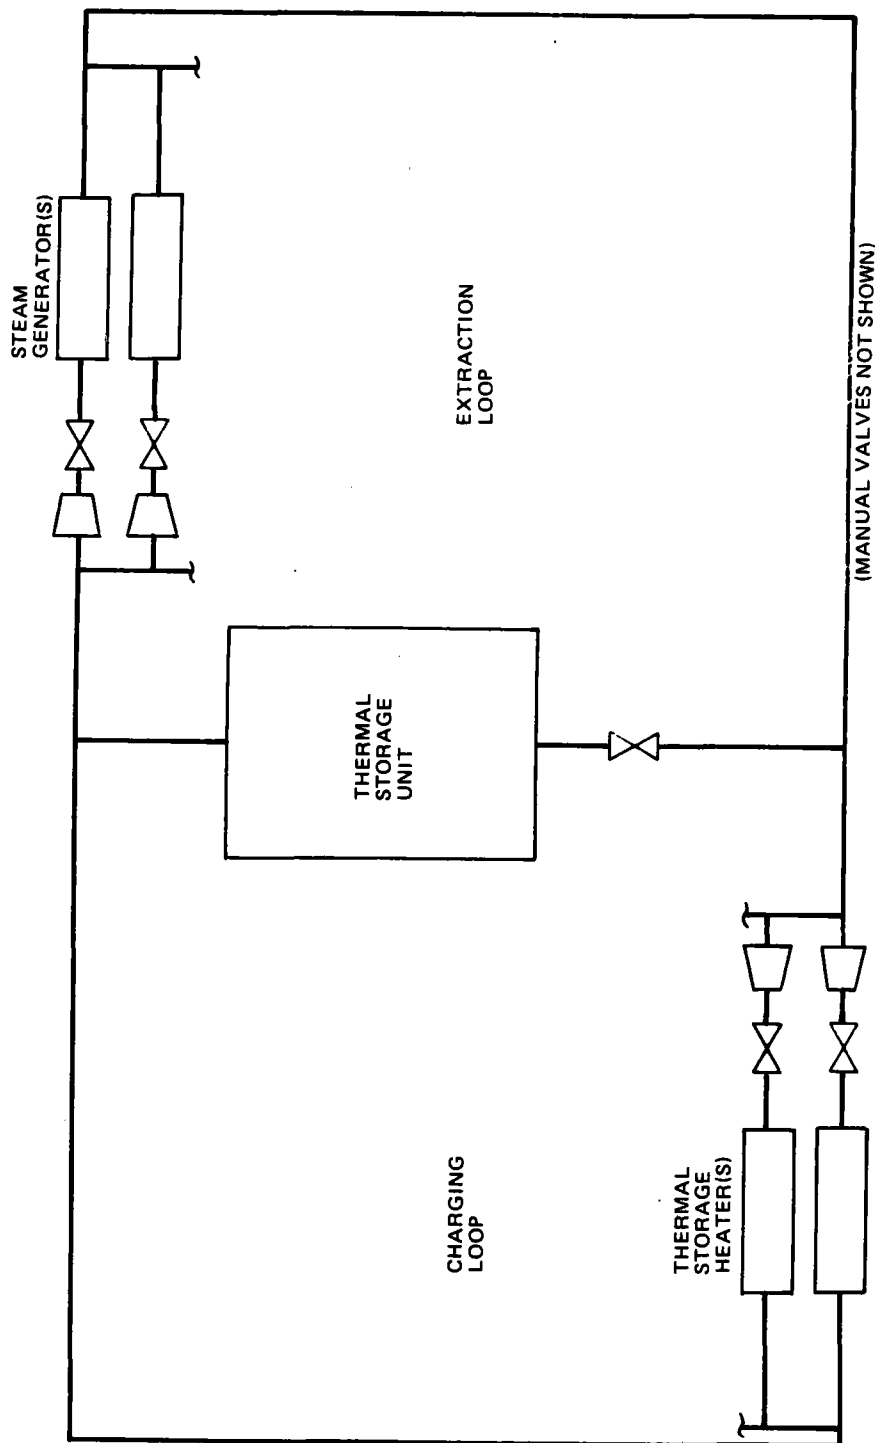 STEAM
GENERATOR(S)
EXTRACTION
LOOP
THERMAL
STORAGE
UNIT
CHARGING
LOOP
THERMAL
STORAGE
HEATER(S)
(MANUAL VALVES NOT SHOWN)